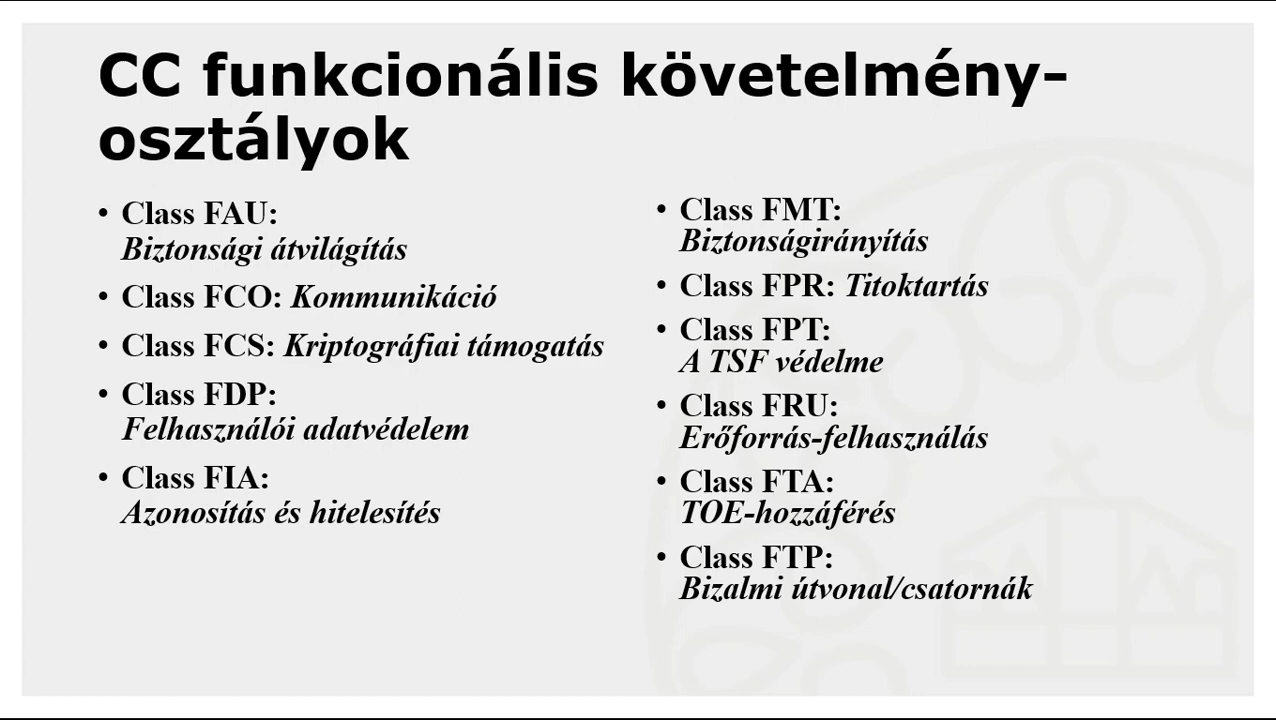 CC funkcionális követelmény-
osztályok
• Class FAU:
Biztonsági átvilágítás
• Class FCO: Kommunikáció
• Class FCS: Kriptográfiai támogatás
• Class FDP:
Felhasználói adatvédelem
• Class FIA:
Azonosítás és hitelesítés
• Class FMT:
Biztonságirányítás
• Class FPR: Titoktartás
• Class FPT:
A TSF védelme
• Class FRU:
Erőforrás-felhasználás
• Class FTA:
TOE-hozzáférés
• Class FTP:
Bizalmi útvonal/csatornák